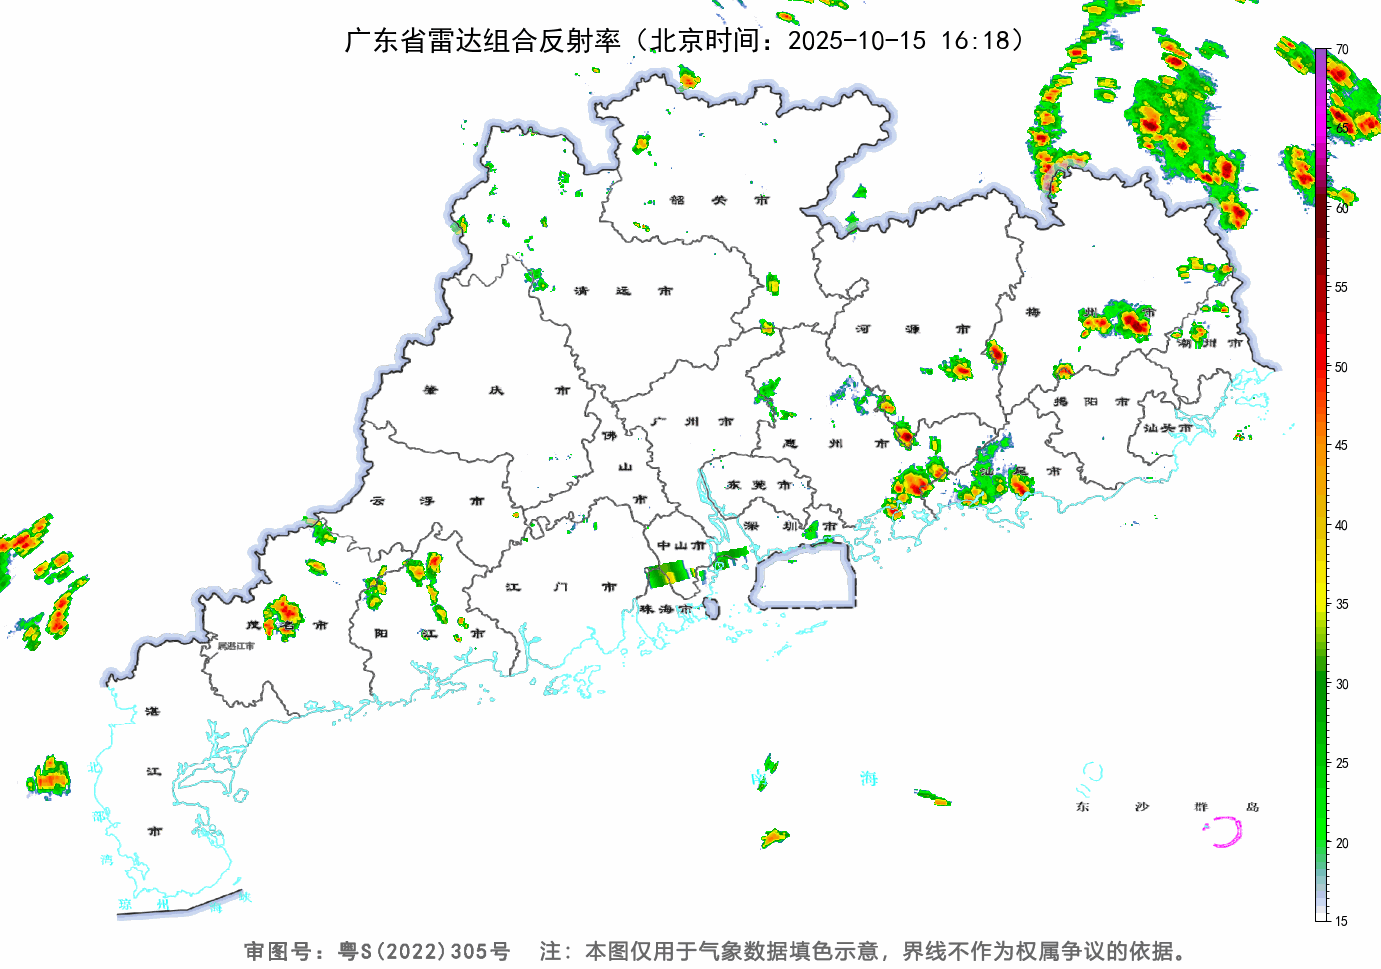 广东省雷达组合反射率（北京时间：2025-10-15 16:18）
70
65
60
55
50
45
40
35
30
25
20
15
韶关市
清远市
河源市
梅州市
潮州市
肇庆市
广州市
揭阳市
汕头市
佛山市
惠州市
汕尾市
云浮市
东莞市
深圳市
中山市
江门市
珠海市
茂名市
阳江市
属湛江市
湛江市
北部湾
南海
东沙群岛
琼州海峡
审图号：粤S(2022)305号 注：本图仅用于气象数据填色示意，界线不作为权属争议的依据。